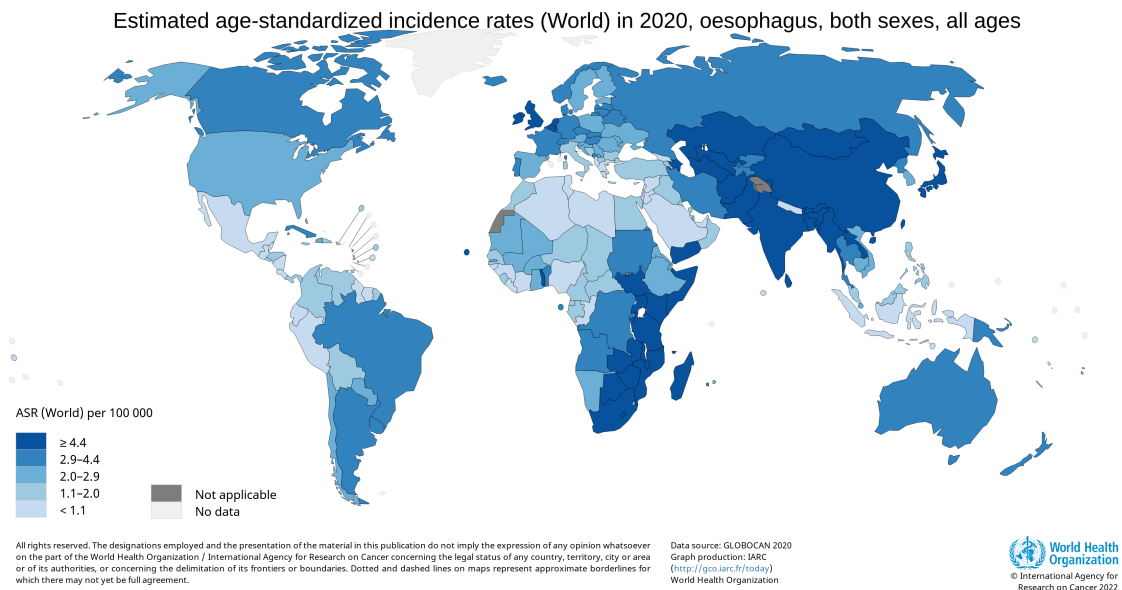 Estimated age-standardized incidence rates (World) in 2020, oesophagus, both sexes, all ages
ASR (World) per 100 000
≥ 4.4
2.9–4.4
2.0–2.9
1.1–2.0
< 1.1
Not applicable
No data
All rights reserved. The designations employed and the presentation of the material in this publication do not imply the expression of any opinion whatsoever
on the part of the World Health Organization / International Agency for Research on Cancer concerning the legal status of any country, territory, city or area
or of its authorities, or concerning the delimitation of its frontiers or boundaries. Dotted and dashed lines on maps represent approximate borderlines for
which there may not yet be full agreement.
Data source: GLOBOCAN 2020
Graph production: IARC
(http://gco.iarc.fr/today)
World Health Organization
World Health
Organization
© International Agency for
Research on Cancer 2022